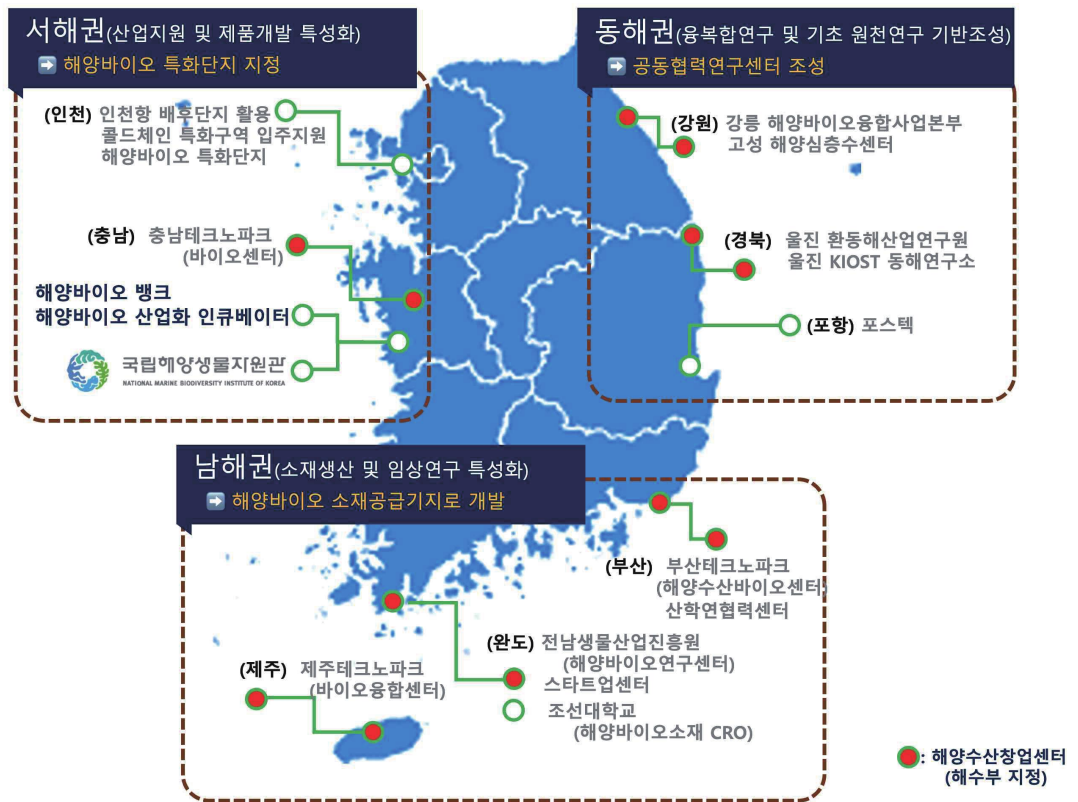 서해권(산업지원 및 제품개발 특성화)
➡ 해양바이오 특화단지 지정
(인천) 인천항 배후단지 활용
콜드체인 특화구역 입주지원
해양바이오 특화단지
(충남) 충남테크노파크
(바이오센터)
해양바이오 뱅크
해양바이오 산업화 인큐베이터
국립해양생물자원관
NATIONAL MARINE BIODIVERSITY INSTITUTE OF KOREA
동해권(융복합연구 및 기초 원천연구 기반조성)
➡ 공동협력연구센터 조성
(강원) 강릉 해양바이오융합사업본부
고성 해양심층수센터
(경북) 울진 환동해산업연구원
울진 KIOST 동해연구소
(포항) 포스텍
남해권(소재생산 및 임상연구 특성화)
➡ 해양바이오 소재공급기지로 개발
(부산) 부산테크노파크
(해양수산바이오센터)
산학연협력센터
(완도) 전남생물산업진흥원
(해양바이오연구센터)
스타트업센터
조선대학교
(해양바이오소재 CRO)
(제주) 제주테크노파크
(바이오융합센터)
: 해양수산창업센터
(해수부 지정)